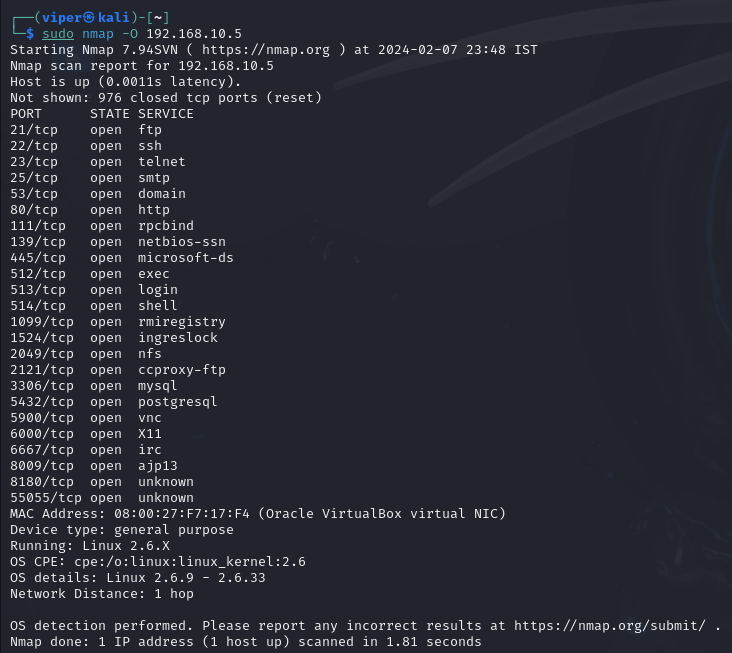 ┌──(viper㉿kali)-[~]
└─$ sudo nmap -O 192.168.10.5
Starting Nmap 7.94SVN ( https://nmap.org ) at 2024-02-07 23:48 IST
Nmap scan report for 192.168.10.5
Host is up (0.0011s latency).
Not shown: 976 closed tcp ports (reset)
PORT      STATE SERVICE
21/tcp    open  ftp
22/tcp    open  ssh
23/tcp    open  telnet
25/tcp    open  smtp
53/tcp    open  domain
80/tcp    open  http
111/tcp   open  rpcbind
139/tcp   open  netbios-ssn
445/tcp   open  microsoft-ds
512/tcp   open  exec
513/tcp   open  login
514/tcp   open  shell
1099/tcp  open  rmiregistry
1524/tcp  open  ingreslock
2049/tcp  open  nfs
2121/tcp  open  ccproxy-ftp
3306/tcp  open  mysql
5432/tcp  open  postgresql
5900/tcp  open  vnc
6000/tcp  open  X11
6667/tcp  open  irc
8009/tcp  open  ajp13
8180/tcp  open  unknown
55055/tcp open  unknown
MAC Address: 08:00:27:F7:17:F4 (Oracle VirtualBox virtual NIC)
Device type: general purpose
Running: Linux 2.6.X
OS CPE: cpe:/o:linux:linux_kernel:2.6
OS details: Linux 2.6.9 - 2.6.33
Network Distance: 1 hop
OS detection performed. Please report any incorrect results at https://nmap.org/submit/ .
Nmap done: 1 IP address (1 host up) scanned in 1.81 seconds